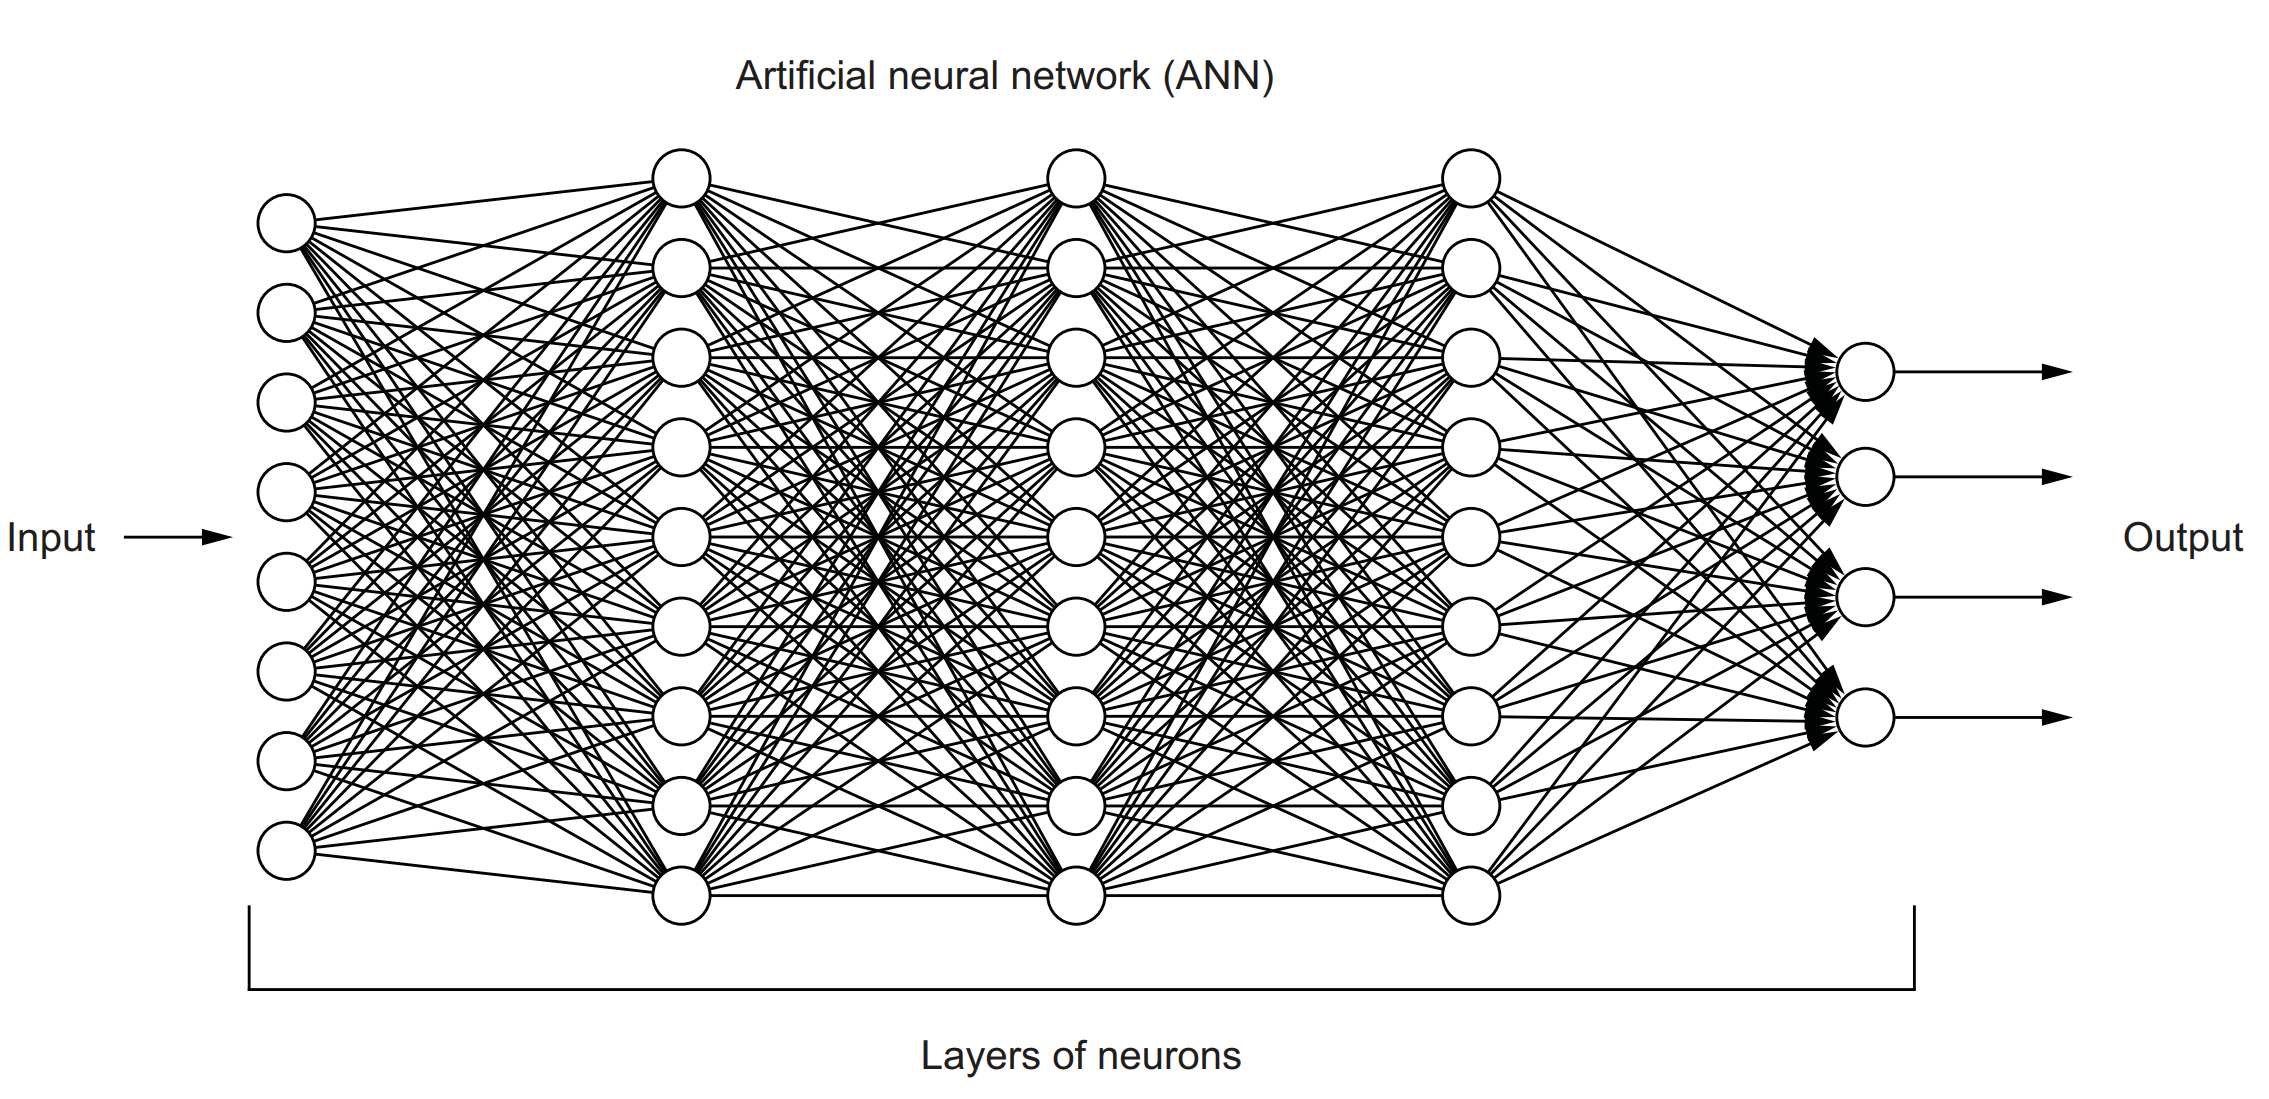 Artificial neural network (ANN)
Input
Output
Layers of neurons